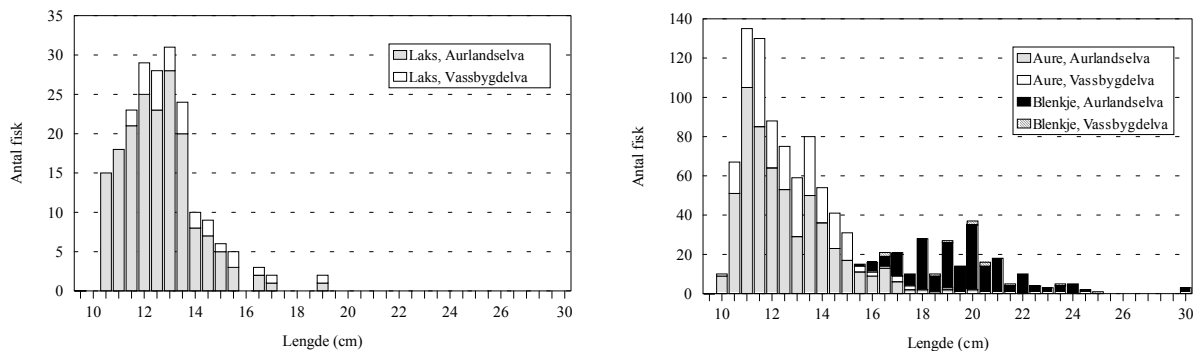 35
30
25
20
15
10
5
0
Antal fisk
Laks, Aurlandselva
Laks, Vassbygdelva
10 12 14 16 18 20 22 24 26 28 30
Lengde (cm)
140
120
100
80
60
40
20
0
Antal fisk
Aure, Aurlandselva
Aure, Vassbygdelva
Blenkje, Aurlandselva
Blenkje, Vassbygdelva
10 12 14 16 18 20 22 24 26 30
Lengde (cm)